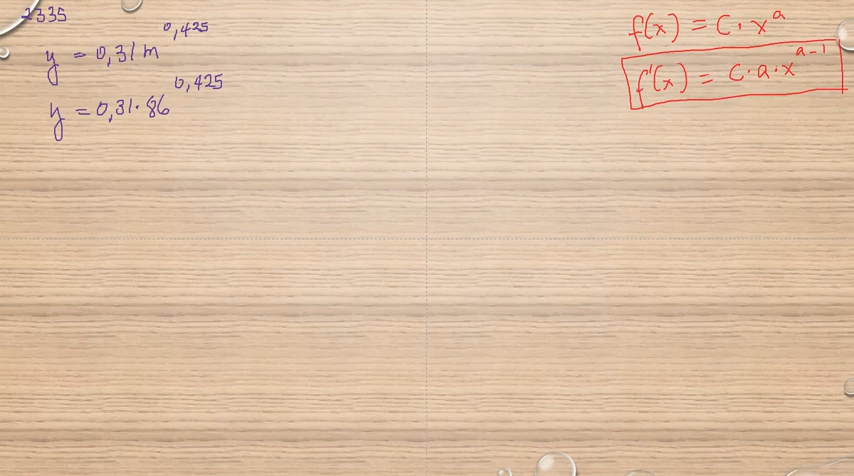 2335
y = 0,31 m^0,425
y = 0,31·86^0,425
f(x) = C · x^a
f'(x) = C·a·x^a-1